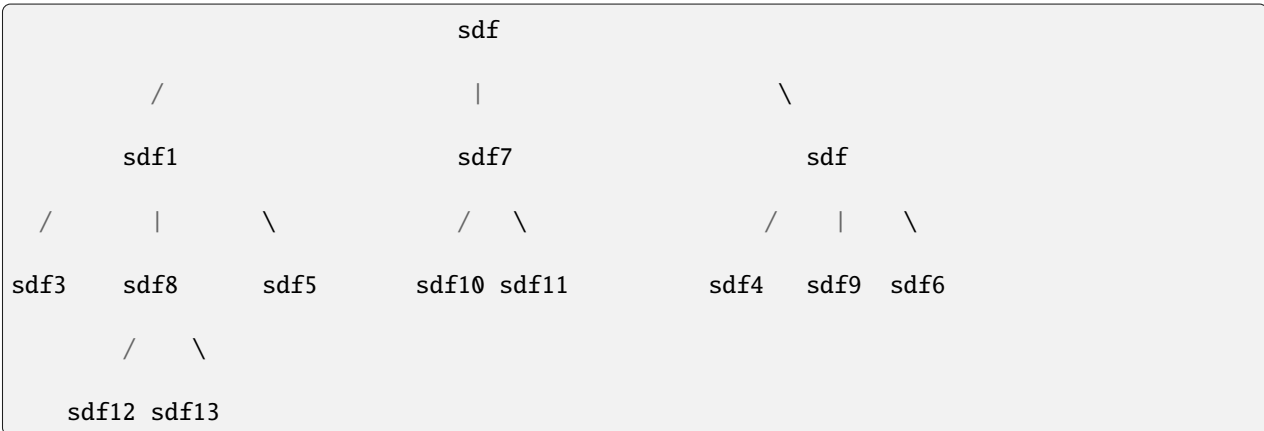 sdf
/ | \
sdf1 sdf7 sdf
/ | \ / \ / | \
sdf3 sdf8 sdf5 sdf10 sdf11 sdf4 sdf9 sdf6
/ \
sdf12 sdf13